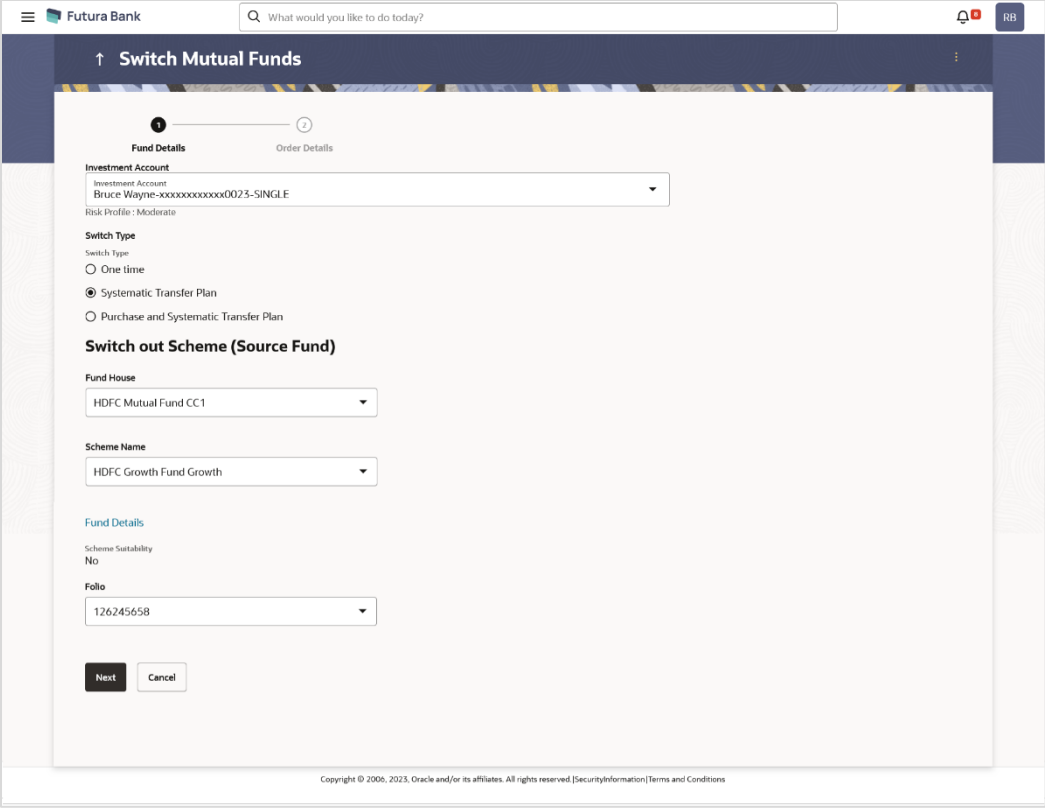 Futura Bank
What would you like to do today?
8
RB
↑ Switch Mutual Funds
1
2
Fund Details
Order Details
Investment Account
Investment Account
Bruce Wayne-xxxxxxxxxxxx0023-SINGLE
Risk Profile : Moderate
Switch Type
Switch Type
One time
Systematic Transfer Plan
Purchase and Systematic Transfer Plan
Switch out Scheme (Source Fund)
Fund House
HDFC Mutual Fund CC1
Scheme Name
HDFC Growth Fund Growth
Fund Details
Scheme Suitability
No
Folio
126245658
Next
Cancel
Copyright © 2006, 2023, Oracle and/or its affiliates. All rights reserved.|SecurityInformation|Terms and Conditions